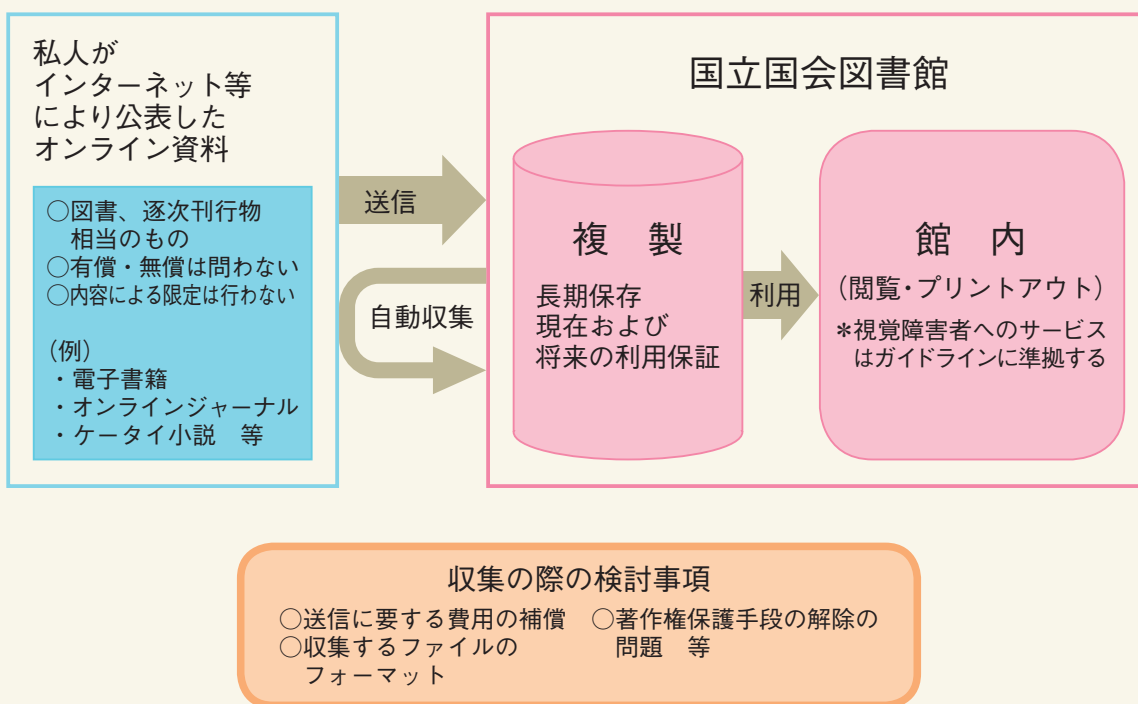 私人が
インターネット等
により公表した
オンライン資料
○図書、逐次刊行物
相当のもの
○有償・無償は問わない
○内容による限定は行わない
(例)
・電子書籍
・オンラインジャーナル
・ケータイ小説　等
送信
自動収集
国立国会図書館
複　製
長期保存
現在および
将来の利用保証
利用
館　内
（閲覧・プリントアウト）
＊視覚障害者へのサービス
はガイドラインに準拠する
収集の際の検討事項
○送信に要する費用の補償
○収集するファイルの
フォーマット
○著作権保護手段の解除の
問題　等